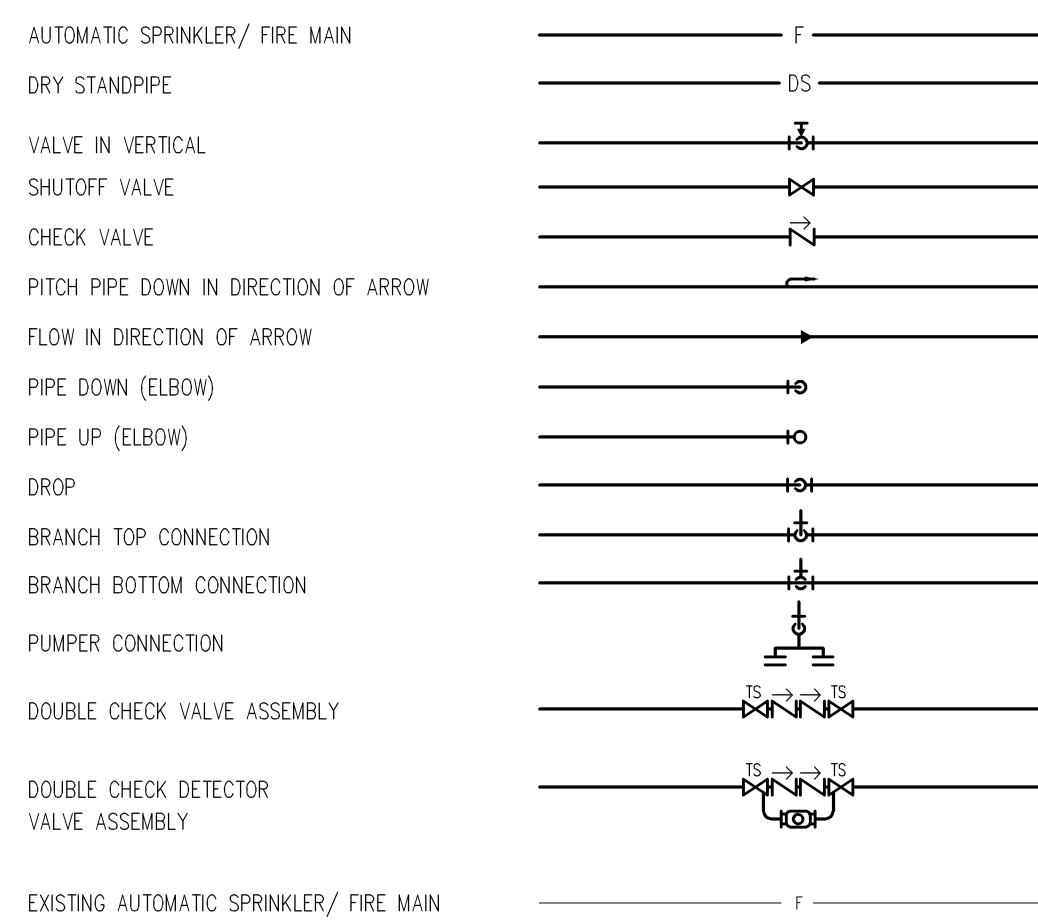 AUTOMATIC SPRINKLER/ FIRE MAIN F
DRY STANDPIPE DS
VALVE IN VERTICAL
SHUTOFF VALVE
CHECK VALVE
PITCH PIPE DOWN IN DIRECTION OF ARROW
FLOW IN DIRECTION OF ARROW
PIPE DOWN (ELBOW)
PIPE UP (ELBOW)
DROP
BRANCH TOP CONNECTION
BRANCH BOTTOM CONNECTION
PUMPER CONNECTION
DOUBLE CHECK VALVE ASSEMBLY TS TS
DOUBLE CHECK DETECTOR TS TS
VALVE ASSEMBLY
EXISTING AUTOMATIC SPRINKLER/ FIRE MAIN F